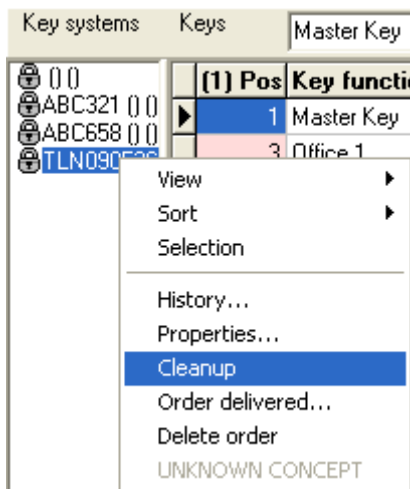 Key systems Keys Master Key
() ()
ABC321 () ()
ABC658 () ()
(1) Pos Key
1 Master Key
3 Office 1
View
Sort
Selection
History...
Properties...
Cleanup
Order delivered...
Delete order
UNKNOWN CONCEPT